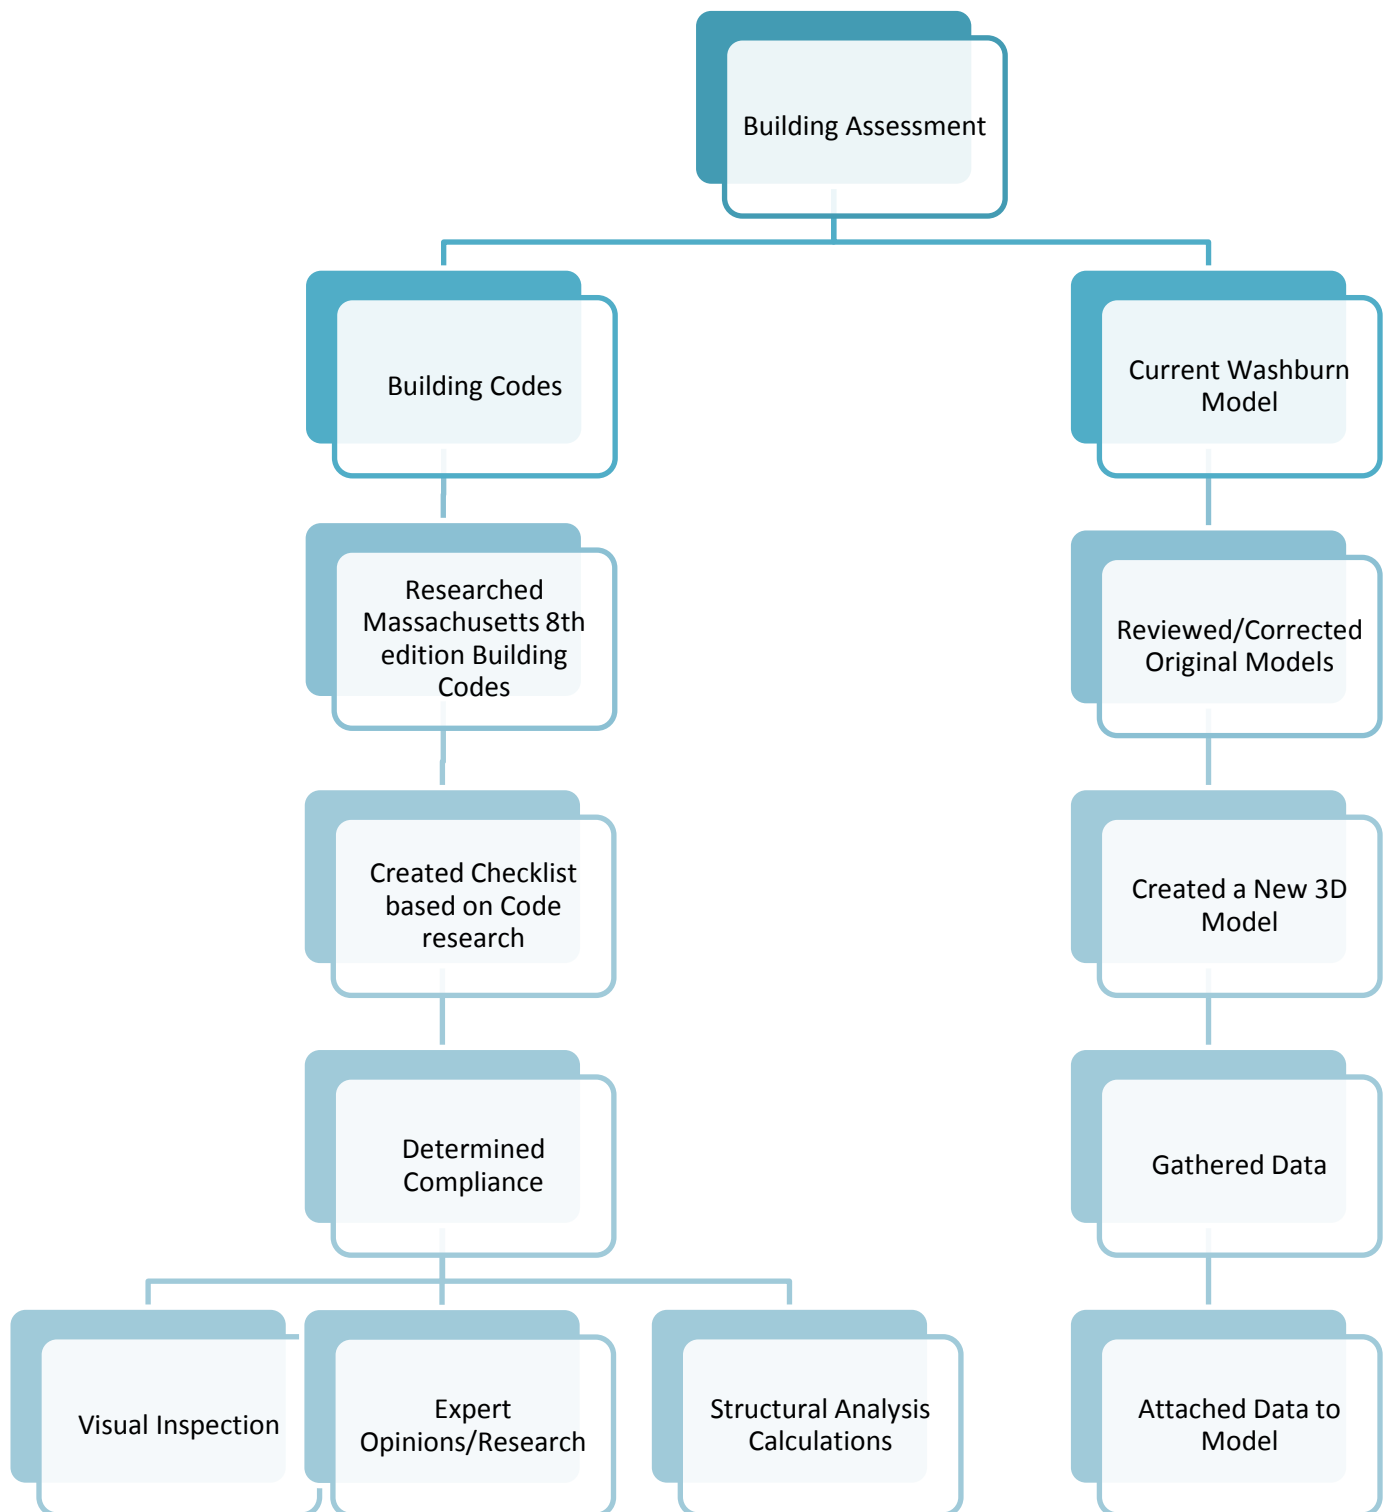 Building Assessment
Building Codes
Current Washburn
Model
Researched
Massachusetts 8th
edition Building
Codes
Reviewed/Corrected
Original Models
Created Checklist
based on Code
research
Created a New 3D
Model
Determined
Compliance
Gathered Data
Visual Inspection
Expert
Opinions/Research
Structural Analysis
Calculations
Attached Data to
Model